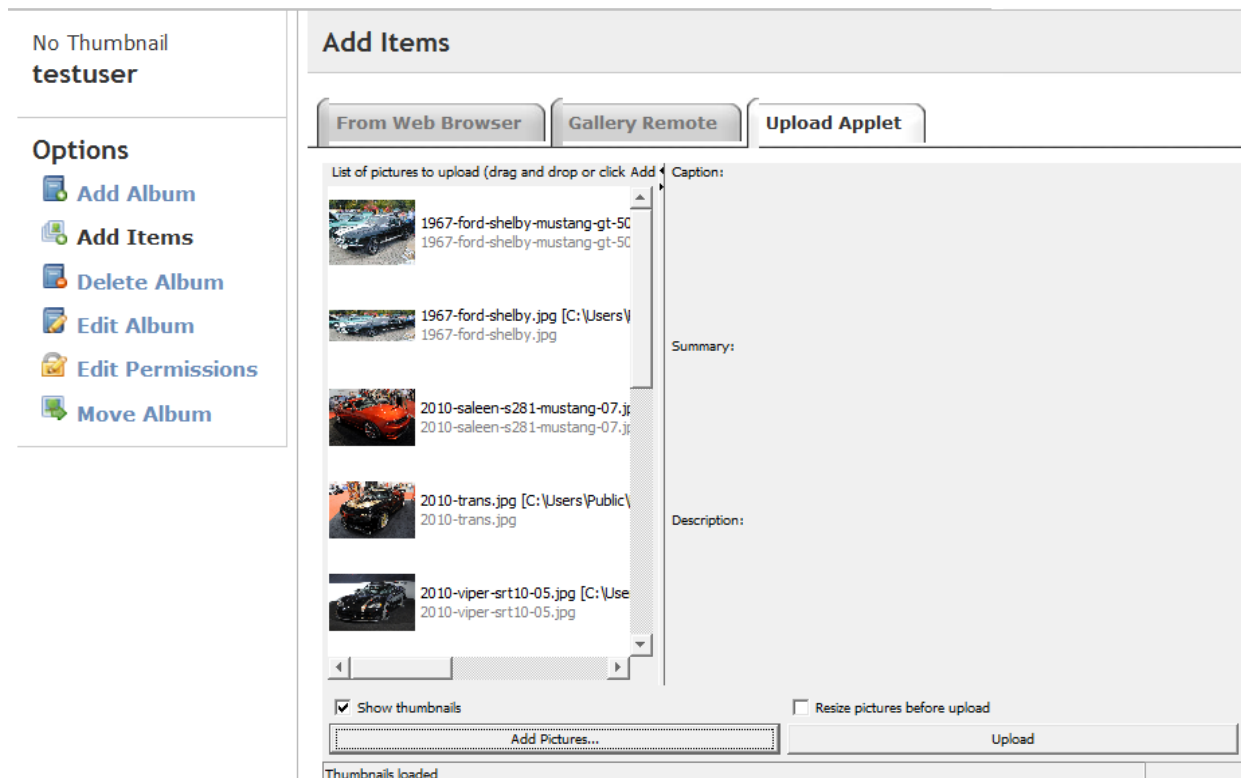 No Thumbnail
testuser
Options
Add Album
Add Items
Delete Album
Edit Album
Edit Permissions
Move Album
Add Items
From Web Browser
Gallery Remote
Upload Applet
List of pictures to upload (drag and drop or click Add
1967-ford-shelby-mustang-gt-50
1967-ford-shelby-mustang-gt-50
1967-ford-shelby.jpg [C:\Users\
1967-ford-shelby.jpg
2010-saleen-s281-mustang-07.jp
2010-saleen-s281-mustang-07.jp
2010-trans.jpg [C:\Users\Public\
2010-trans.jpg
2010-viper-srt10-05.jpg [C:\Use
2010-viper-srt10-05.jpg
Caption:
Summary:
Description:
Show thumbnails
Resize pictures before upload
Add Pictures...
Upload
Thumbnails loaded